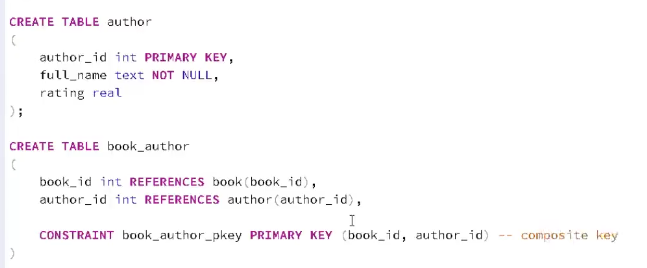 CREATE TABLE author
(
    author_id int PRIMARY KEY,
    full_name text NOT NULL,
    rating real
);
CREATE TABLE book_author
(
    book_id int REFERENCES book(book_id),
    author_id int REFERENCES author(author_id),
    CONSTRAINT book_author_pkey PRIMARY KEY (book_id, author_id) -- composite key
)